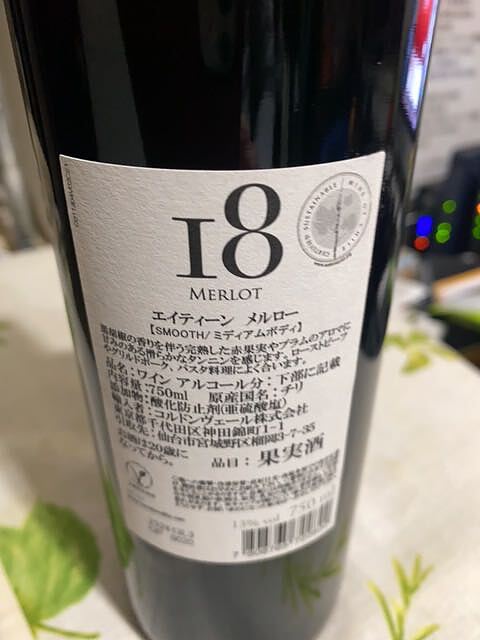 18
MERLOT
CERTIFIED SUSTAINABLE WINE OF CHILE
エイティーン メルロー
【SMOOTH/ミディアムボディ】
黒胡椒の香りを伴う完熟した赤果実やプラムのアロマに
甘みのある滑らかなタンニンを感じます。ローストビーフ
やグリルドポーク、パスタ料理によく合います。
品名:ワイン アルコール分:下部に記載
内容量:750ml 原産国名:チリ
添加物:酸化防止剤(亜硫酸塩)
輸入者:コルドンヴェール株式会社
東京都千代田区神田錦町1-1
引取先:仙台市宮城野区榴岡3-7-35
お酒は20歳に
なってから。
品目:果実酒
13% vol 750 ml